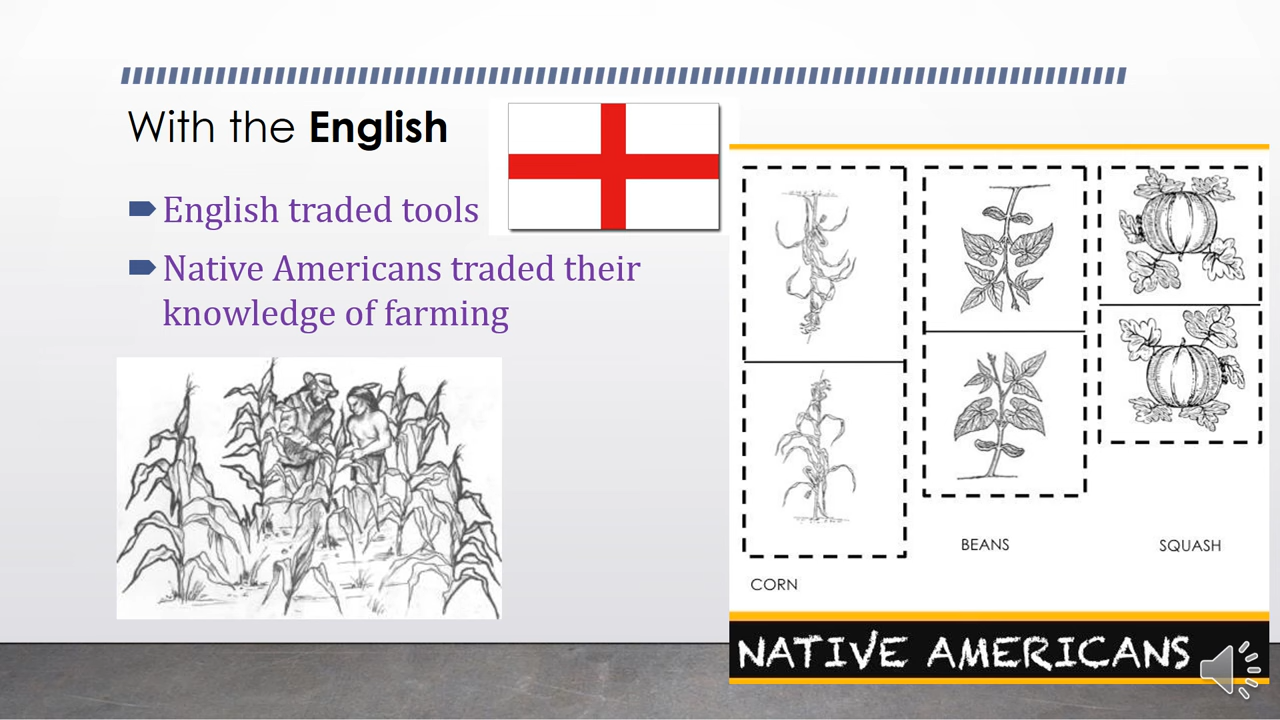 With the English
English traded tools
Native Americans traded their
knowledge of farming
CORN
BEANS
SQUASH
NATIVE AMERICANS